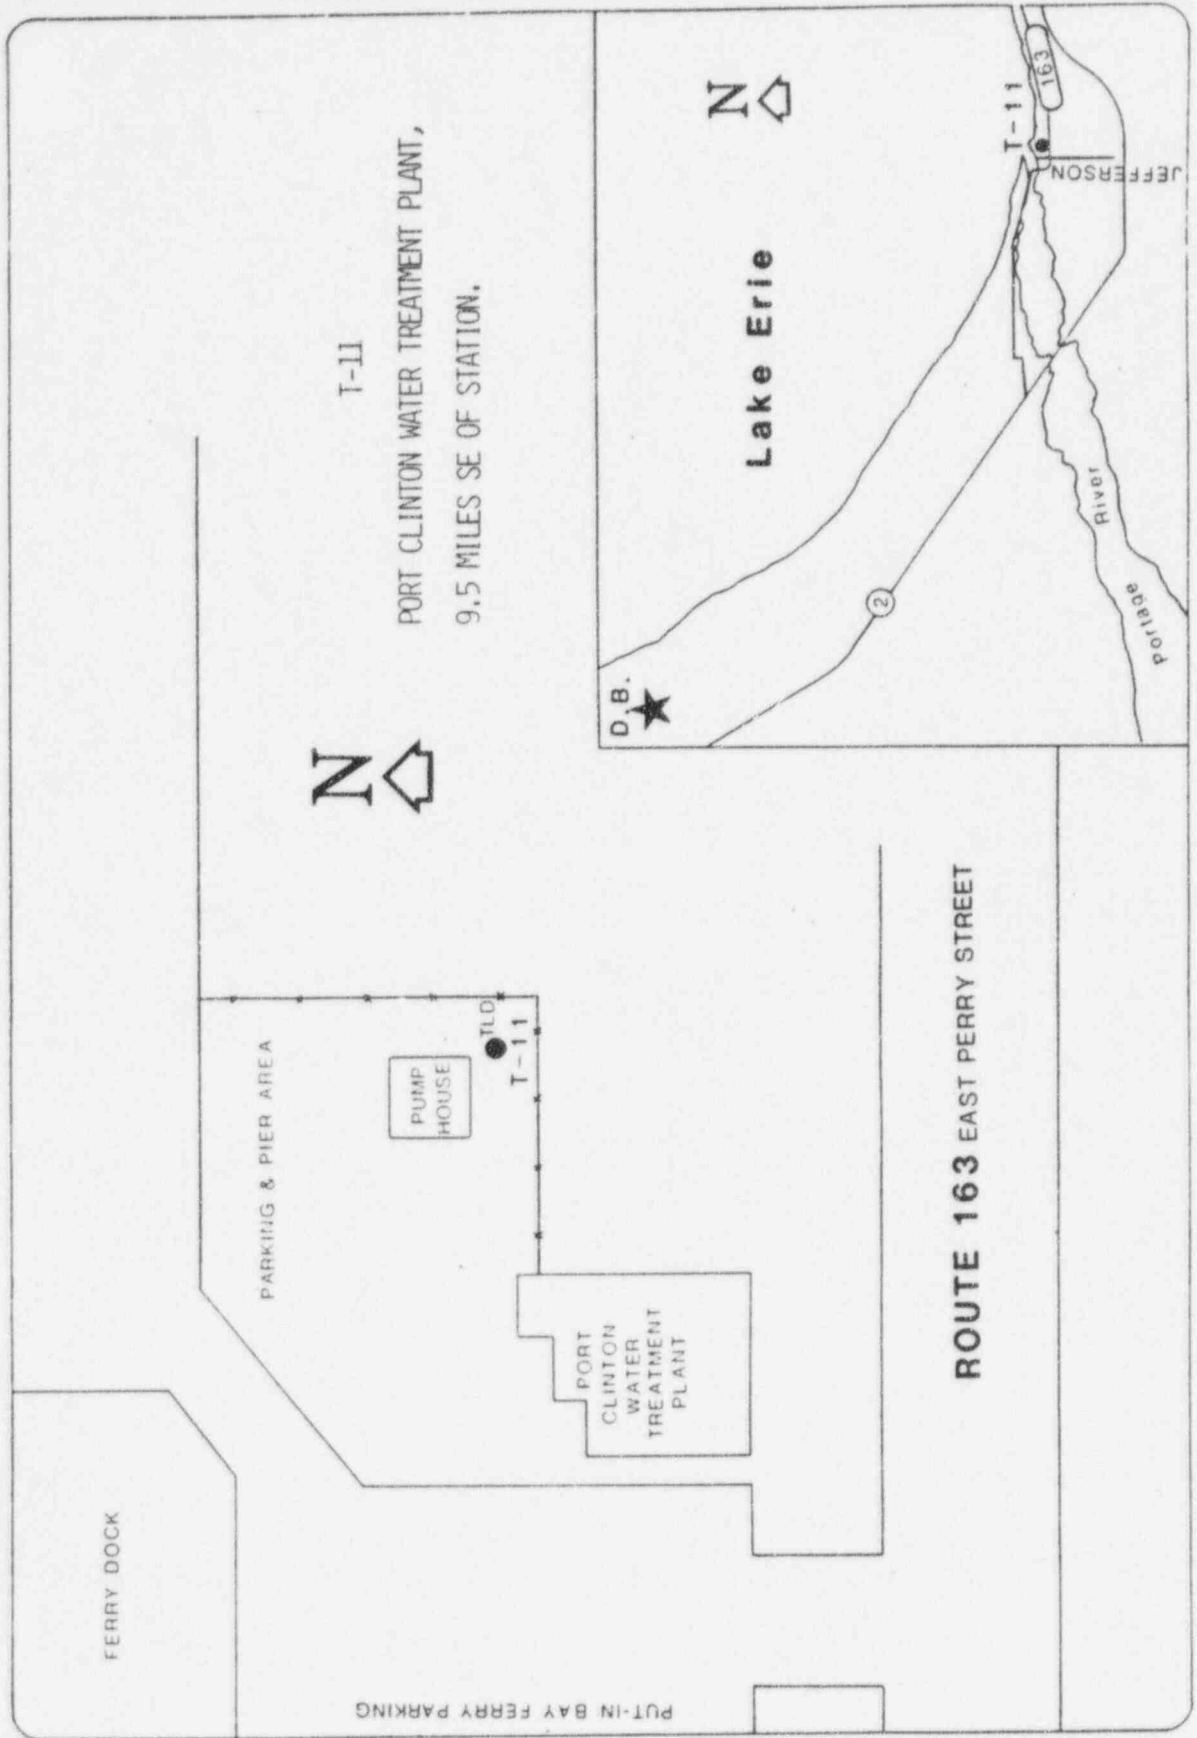 FERRY DOCK
PARKING & PIER AREA
PUMP
HOUSE
TLD
T-11
PORT
CLINTON
WATER
TREATMENT
PLANT
PUT-IN BAY FERRY PARKING
ROUTE 163 EAST PERRY STREET
N
T-11
PORT CLINTON WATER TREATMENT PLANT,
9.5 MILES SE OF STATION.
D.B.
Lake Erie
N
2
T-11
163
JEFFERSON
Portage
River